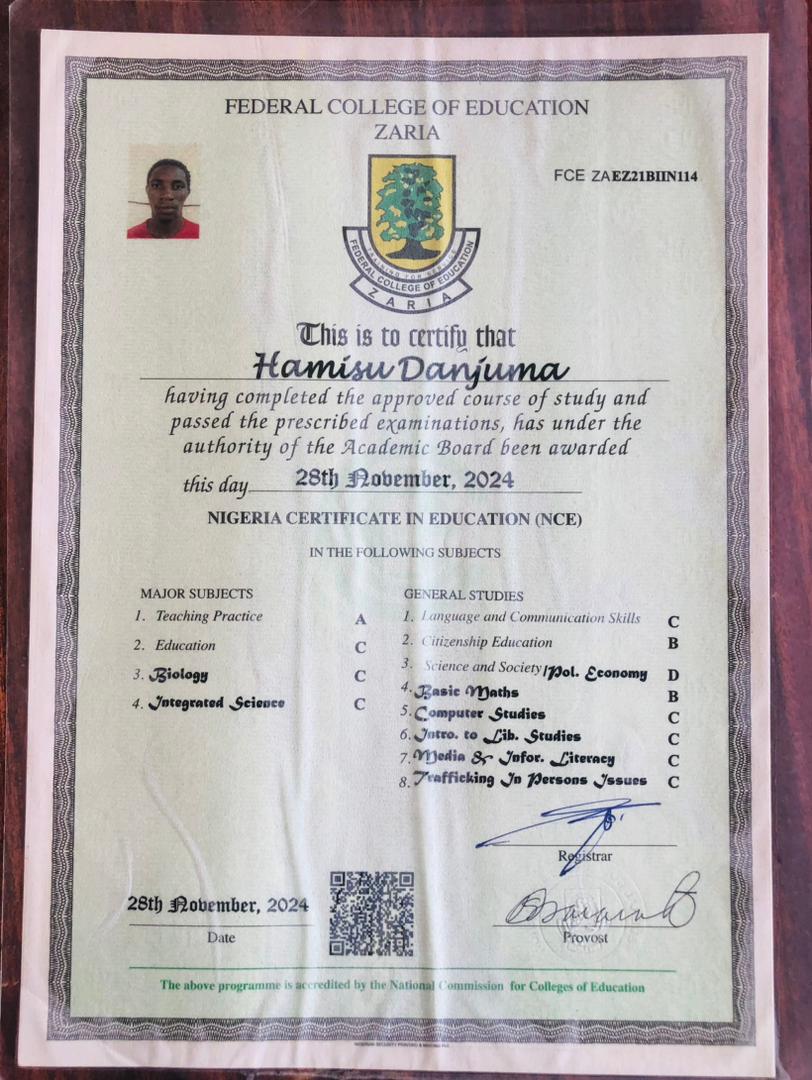 FEDERAL COLLEGE OF EDUCATION
ZARIA
FCE ZAEZ21BIIN114
TRAINING FOR SERVICE
FEDERAL COLLEGE OF EDUCATION
ZARIA
This is to certify that
Hamisu Danjuma
having completed the approved course of study and
passed the prescribed examinations, has under the
authority of the Academic Board been awarded
this day 28th November, 2024
NIGERIA CERTIFICATE IN EDUCATION (NCE)
IN THE FOLLOWING SUBJECTS
MAJOR SUBJECTS
1. Teaching Practice A
2. Education C
3. Biology C
4. Integrated Science C
GENERAL STUDIES
1. Language and Communication Skills C
2. Citizenship Education B
3. Science and Society/Pol. Economy D
4. Basic Maths B
5. Computer Studies C
6. Intro. to Lib. Studies C
7. Media & Infor. Literacy C
8. Trafficking In Persons Issues C
Registrar
28th November, 2024
Date
Provost
The above programme is accredited by the National Commission for Colleges of Education